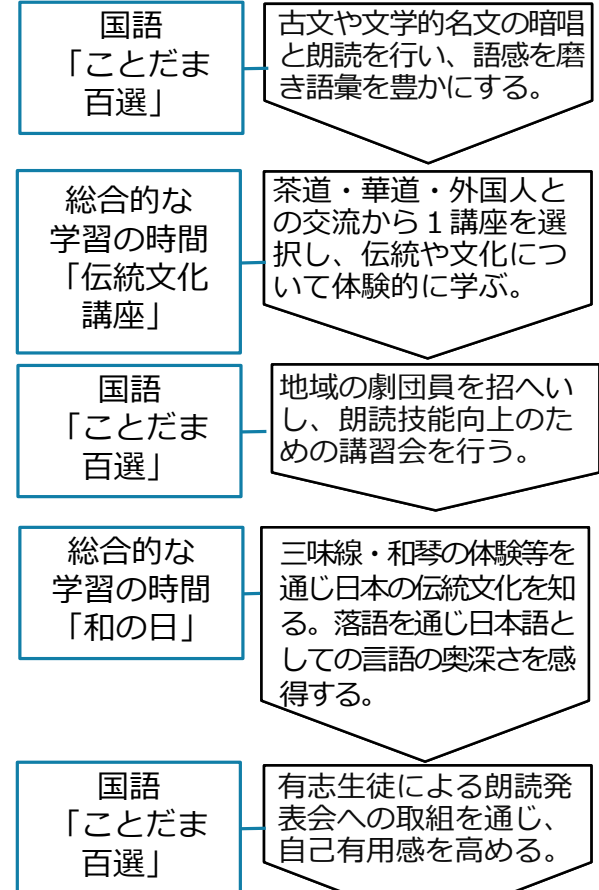 国語
「ことだま
百選」
古文や文学的名文の暗唱
と朗読を行い、語感を磨
き語彙を豊かにする。
総合的な
学習の時間
「伝統文化
講座」
茶道・華道・外国人と
の交流から１講座を選
択し、伝統や文化につ
いて体験的に学ぶ。
国語
「ことだま
百選」
地域の劇団員を招へい
し、朗読技能向上のた
めの講習会を行う。
総合的な
学習の時間
「和の日」
三味線・和琴の体験等を
通じ日本の伝統文化を知
る。落語を通じ日本語と
しての言語の奥深さを感
得する。
国語
「ことだま
百選」
有志生徒による朗読発
表会への取組を通じ、
自己有用感を高める。